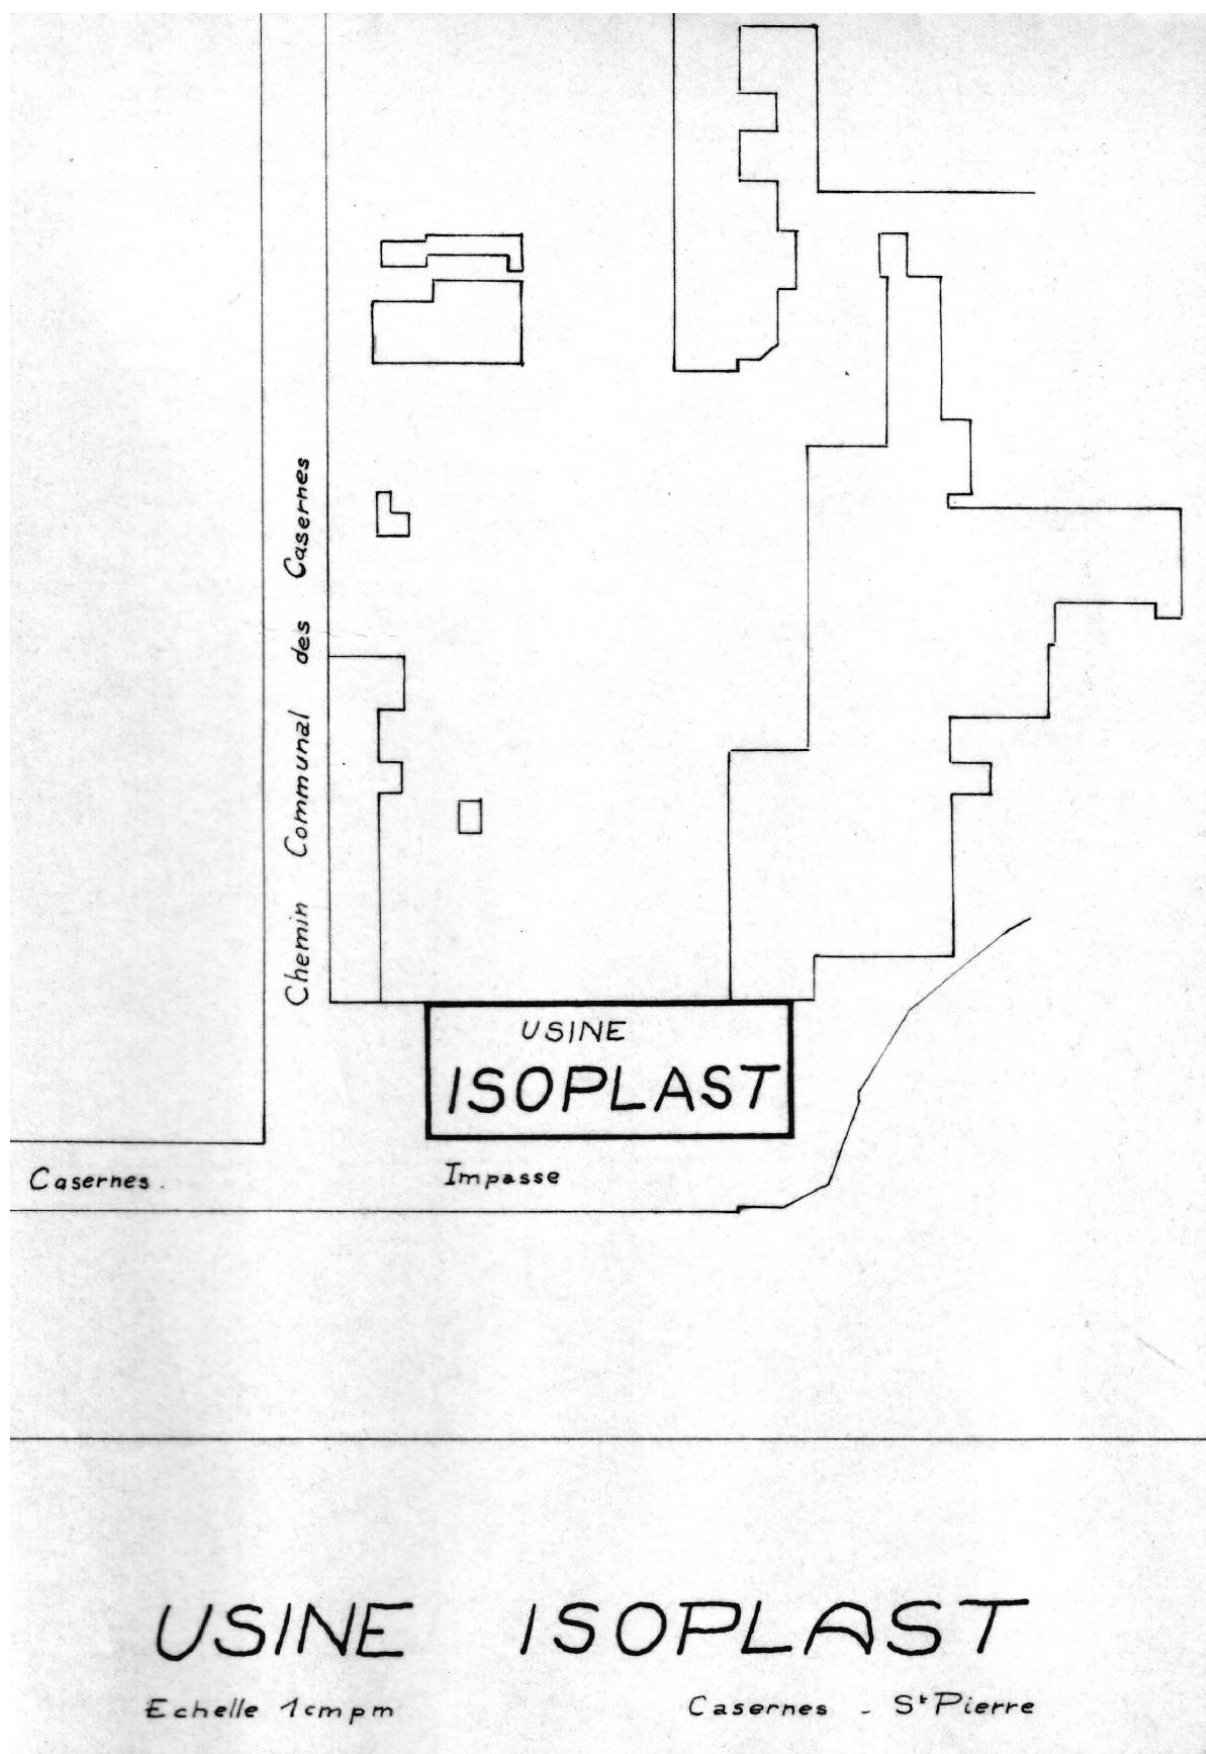 Chemin Communal des Casernes
USINE
ISOPLAST
Casernes.
Impasse
USINE ISOPLAST
Echelle 1cmpm
Casernes - St Pierre